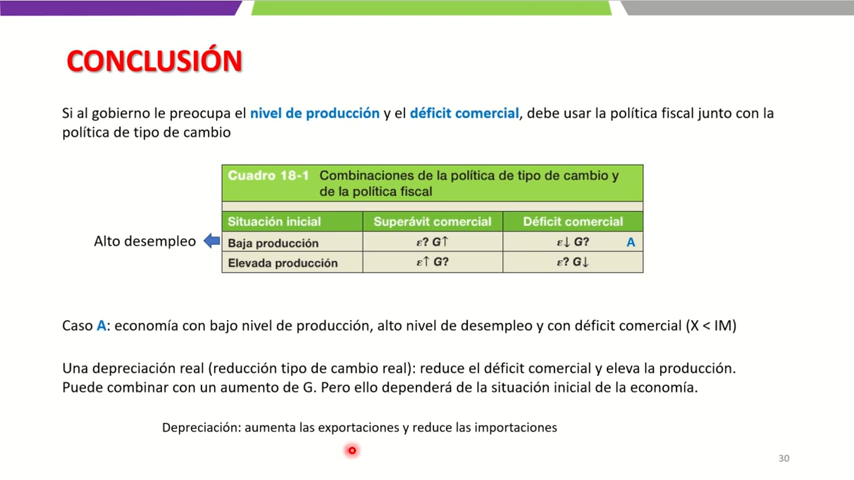 CONCLUSIÓN
Si al gobierno le preocupa el nivel de producción y el déficit comercial, debe usar la política fiscal junto con la
política de tipo de cambio
Cuadro 18-1 Combinaciones de la política de tipo de cambio y
de la política fiscal
Situación inicial Superávit comercial Déficit comercial
Alto desempleo Baja producción ε? G↑ ε↓ G? A
Elevada producción ε↑ G? ε? G↓
Caso A: economía con bajo nivel de producción, alto nivel de desempleo y con déficit comercial (X < IM)
Una depreciación real (reducción tipo de cambio real): reduce el déficit comercial y eleva la producción.
Puede combinar con un aumento de G. Pero ello dependerá de la situación inicial de la economía.
Depreciación: aumenta las exportaciones y reduce las importaciones
30